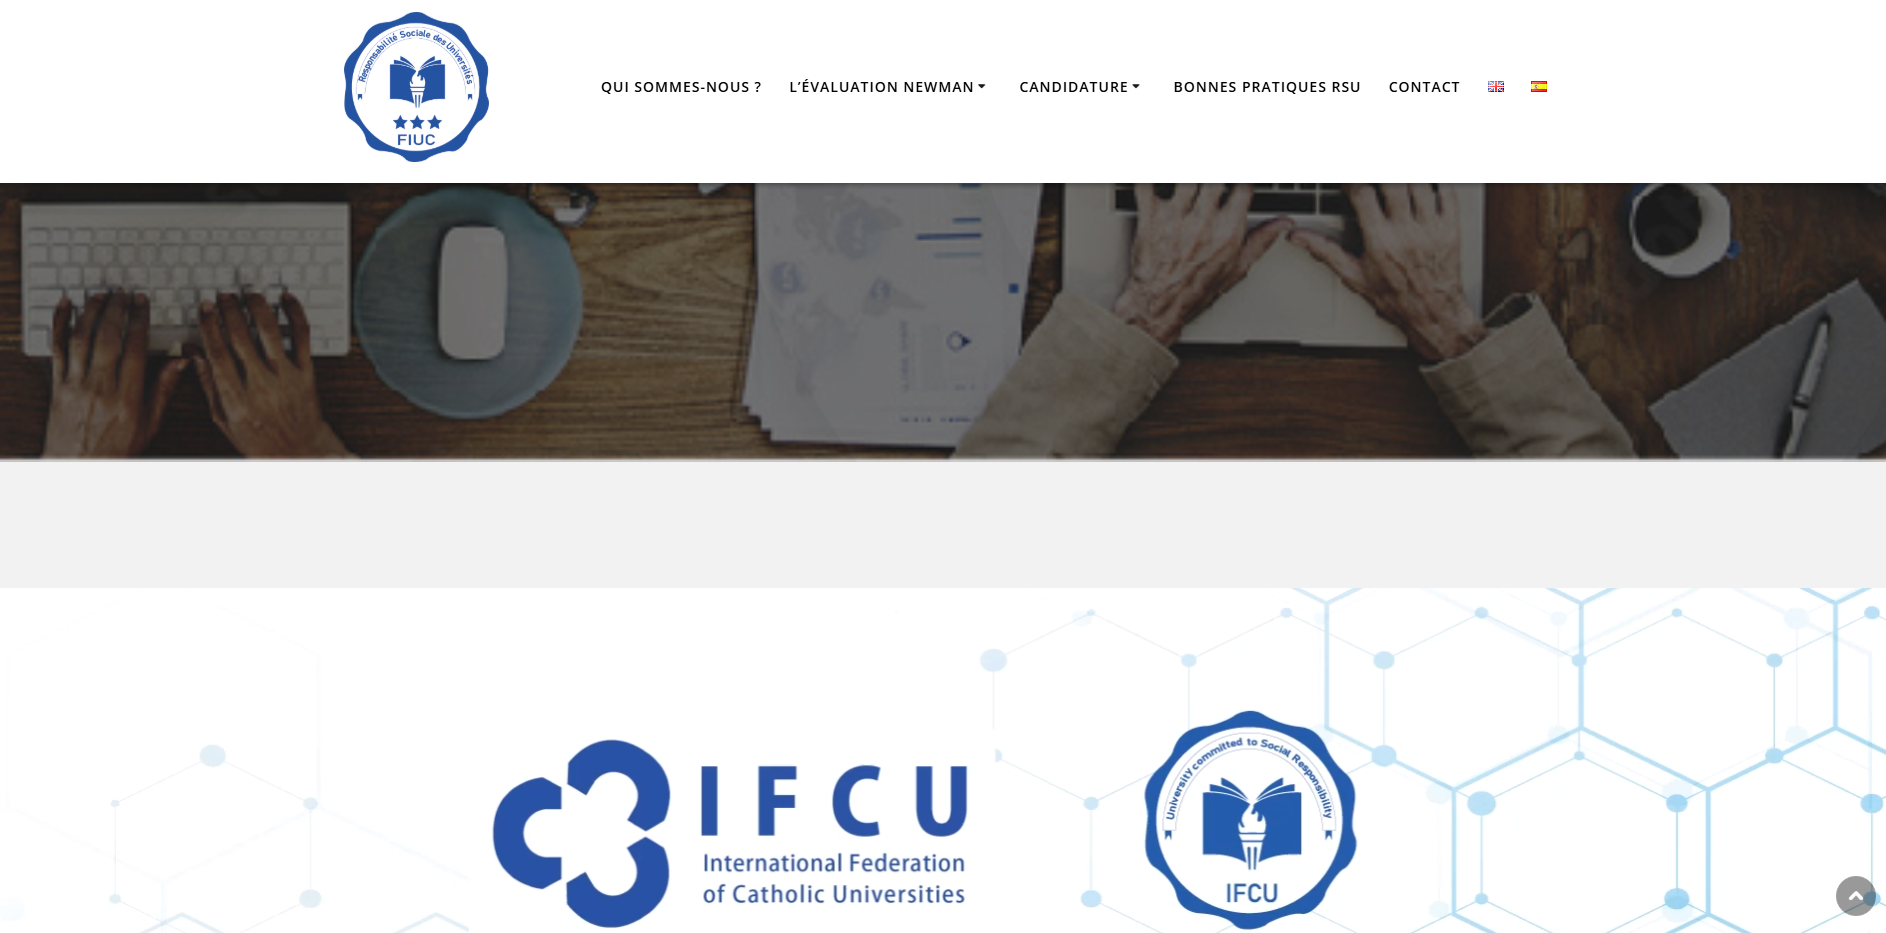 Responsabilité Sociale des Universités
FIUC
QUI SOMMES-NOUS ?
L'ÉVALUATION NEWMAN
CANDIDATURE
BONNES PRATIQUES RSU
CONTACT
IFCU
International Federation
of Catholic Universities
University committed to Social Responsibility
IFCU